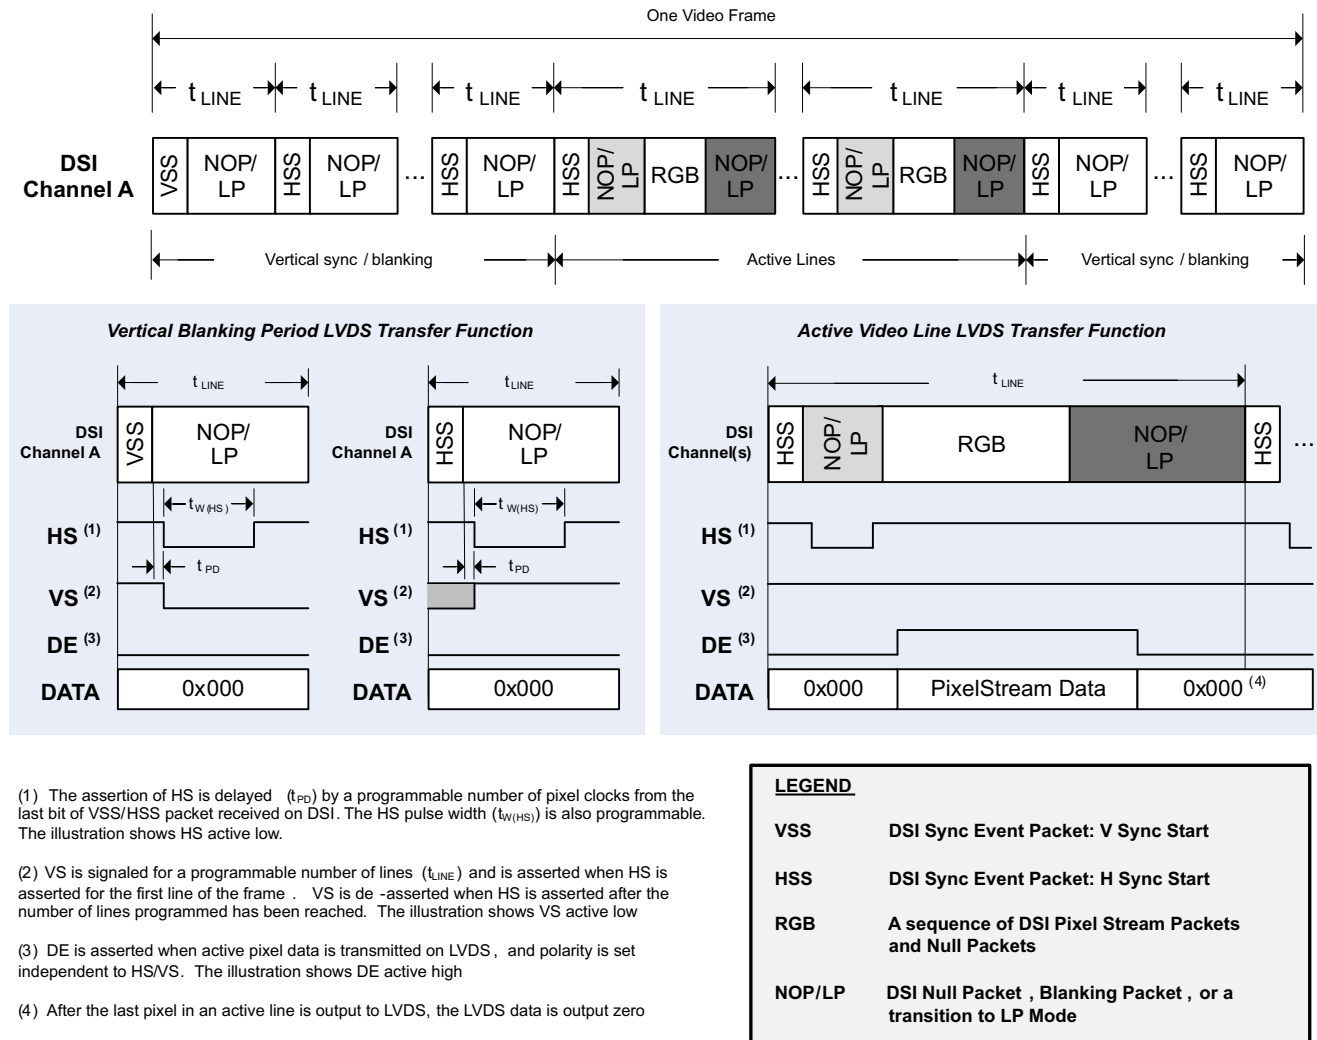 One Video Frame
t LINE t LINE t LINE t LINE t LINE t LINE t LINE
DSI
Channel A
VSS NOP/ LP HSS NOP/ LP ... HSS NOP/ LP HSS NOP/ LP RGB NOP/ LP ... HSS NOP/ LP RGB NOP/ LP HSS NOP/ LP ... HSS NOP/ LP
Vertical sync / blanking Active Lines Vertical sync / blanking
Vertical Blanking Period LVDS Transfer Function
t LINE t LINE
DSI
Channel A
VSS NOP/ LP
DSI
Channel A
HSS NOP/ LP
t W(HS) t W(HS)
HS (1) HS (1)
t PD t PD
VS (2) VS (2)
DE (3) DE (3)
DATA 0x000 DATA 0x000
Active Video Line LVDS Transfer Function
t LINE
DSI
Channel(s)
HSS NOP/ LP RGB NOP/ LP HSS ...
HS (1)
VS (2)
DE (3)
DATA 0x000 PixelStream Data 0x000 (4)
(1) The assertion of HS is delayed (tPD) by a programmable number of pixel clocks from the
last bit of VSS/HSS packet received on DSI. The HS pulse width (tW(HS)) is also programmable.
The illustration shows HS active low.
(2) VS is signaled for a programmable number of lines (tLINE) and is asserted when HS is
asserted for the first line of the frame . VS is de -asserted when HS is asserted after the
number of lines programmed has been reached. The illustration shows VS active low
(3) DE is asserted when active pixel data is transmitted on LVDS , and polarity is set
independent to HS/VS. The illustration shows DE active high
(4) After the last pixel in an active line is output to LVDS, the LVDS data is output zero
LEGEND
VSS DSI Sync Event Packet: V Sync Start
HSS DSI Sync Event Packet: H Sync Start
RGB A sequence of DSI Pixel Stream Packets
and Null Packets
NOP/LP DSI Null Packet , Blanking Packet , or a
transition to LP Mode